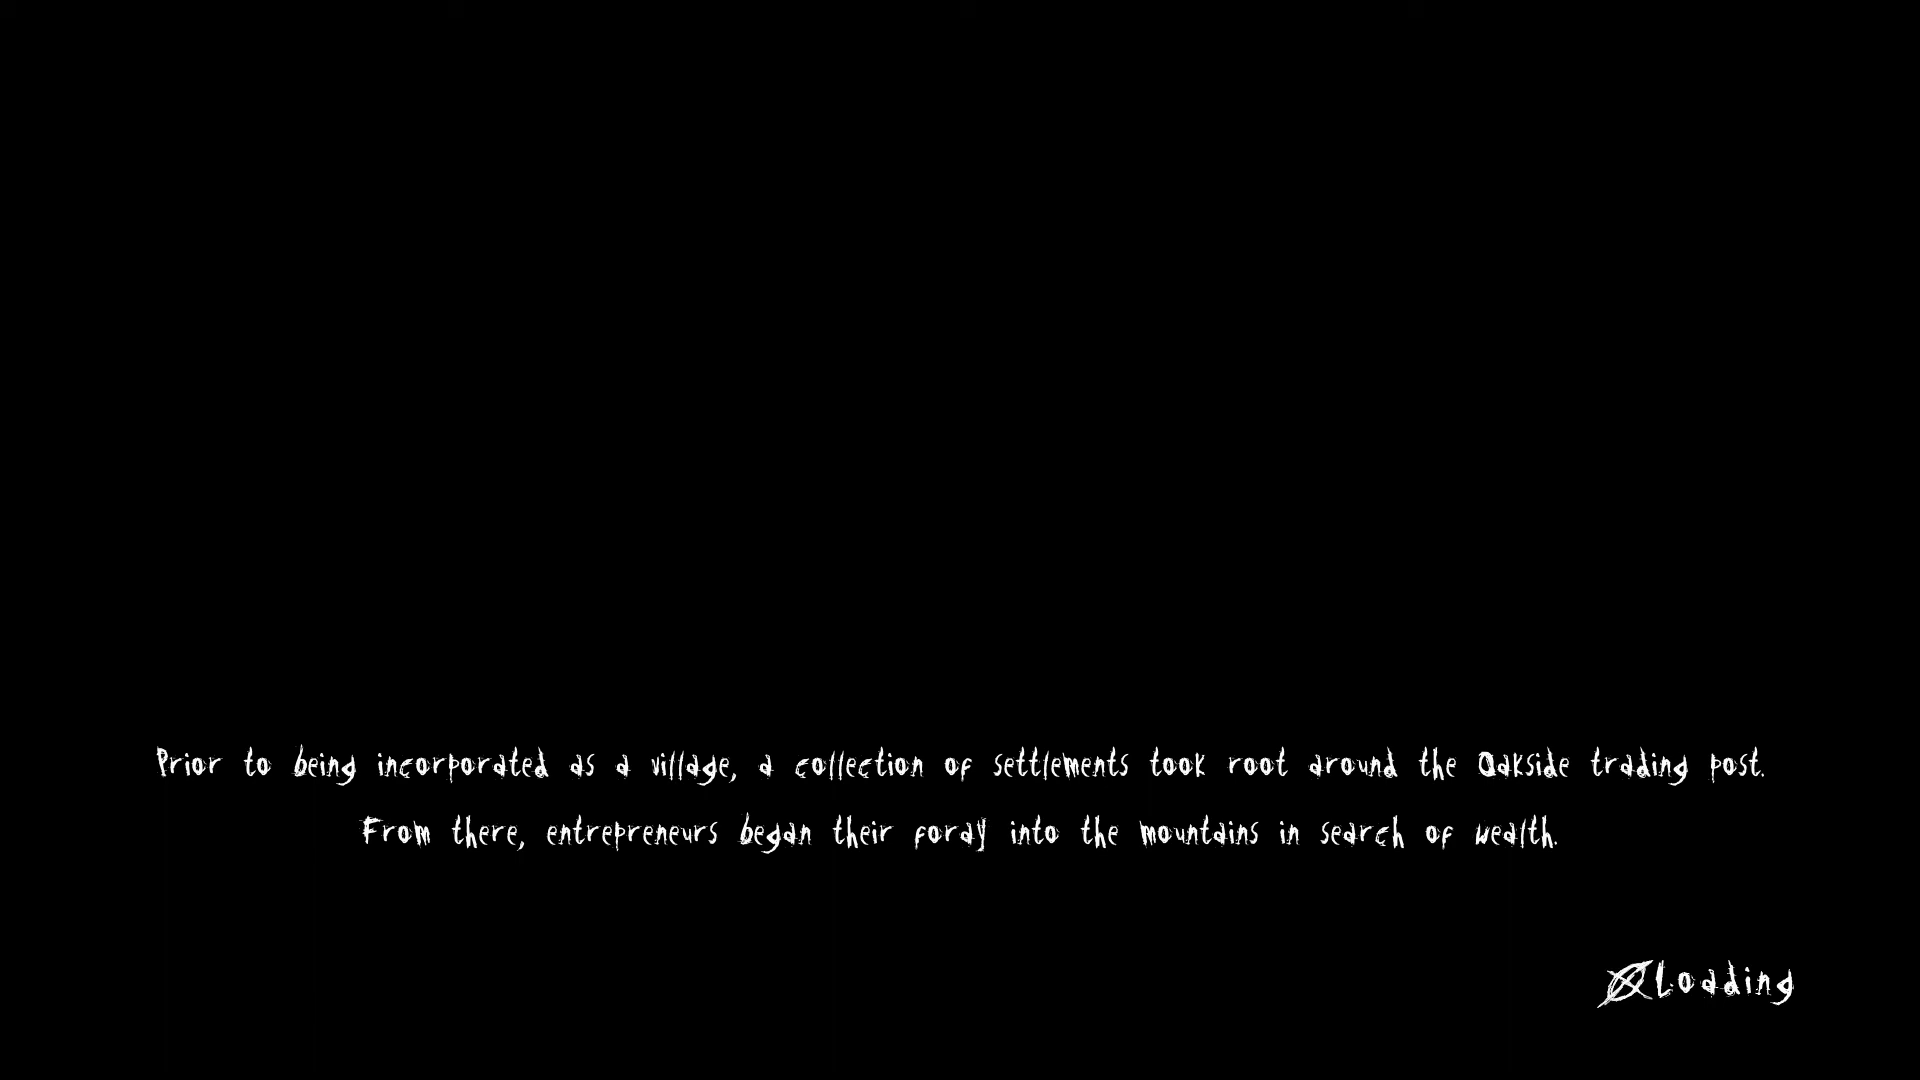 Prior to being incorporated as a village, a collection of settlements took root around the Oakside trading post.
From there, entrepreneurs began their foray into the mountains in search of wealth.
Loading